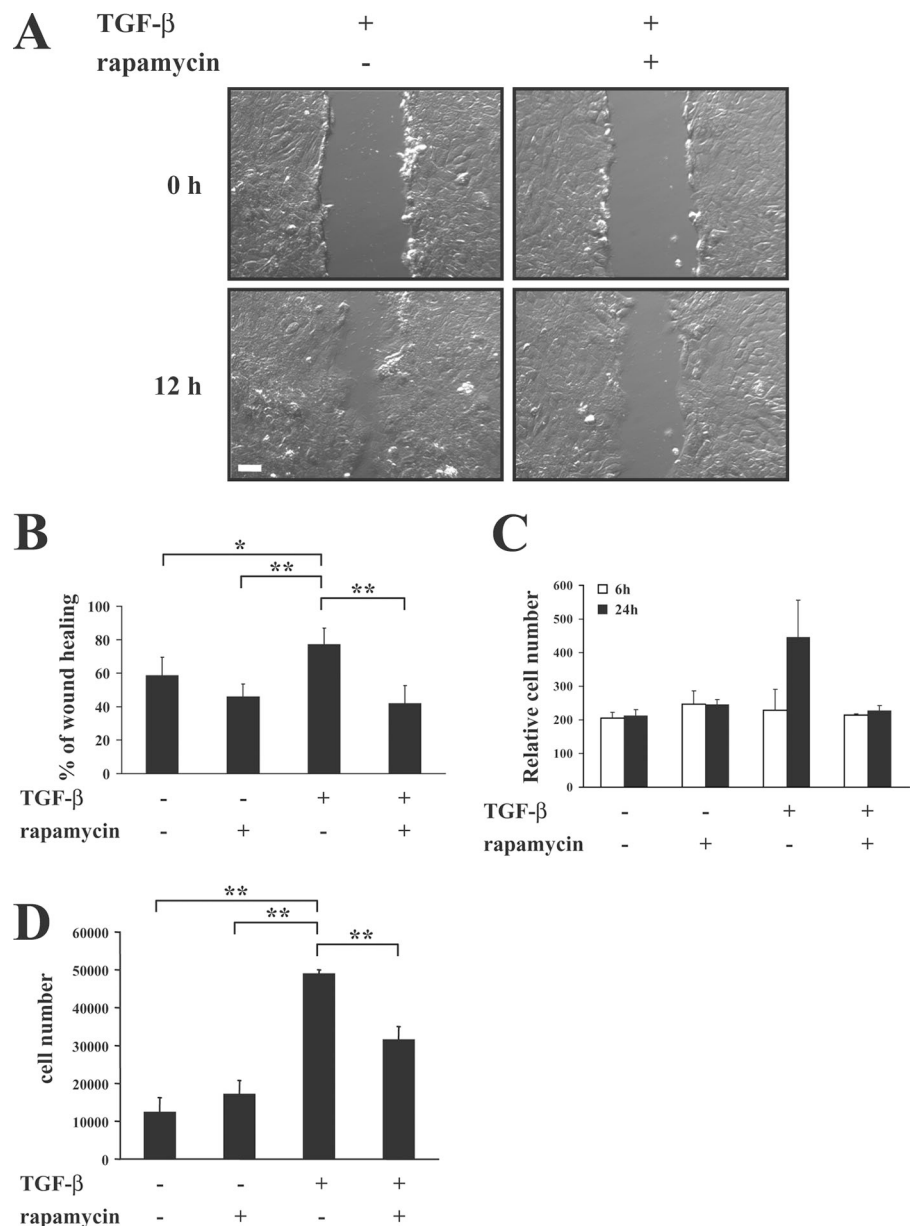 A
TGF-β + +
rapamycin - +
0 h
12 h
B
* ** **
% of wound healing
100
80
60
40
20
0
TGF-β - - + +
rapamycin - + - +
C
Relative cell number
600
500
400
300
200
100
0
6h
24h
TGF-β - - + +
rapamycin - + - +
D
** ** **
cell number
60000
50000
40000
30000
20000
10000
0
TGF-β - - + +
rapamycin - + - +